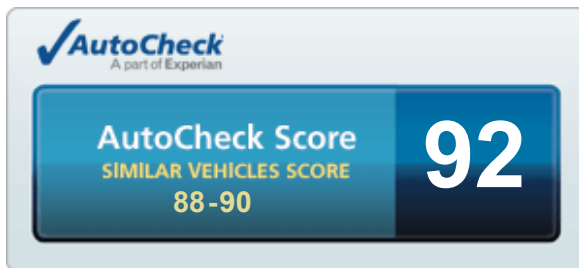 AutoCheck
A part of Experian
AutoCheck Score
SIMILAR VEHICLES SCORE
88-90
92